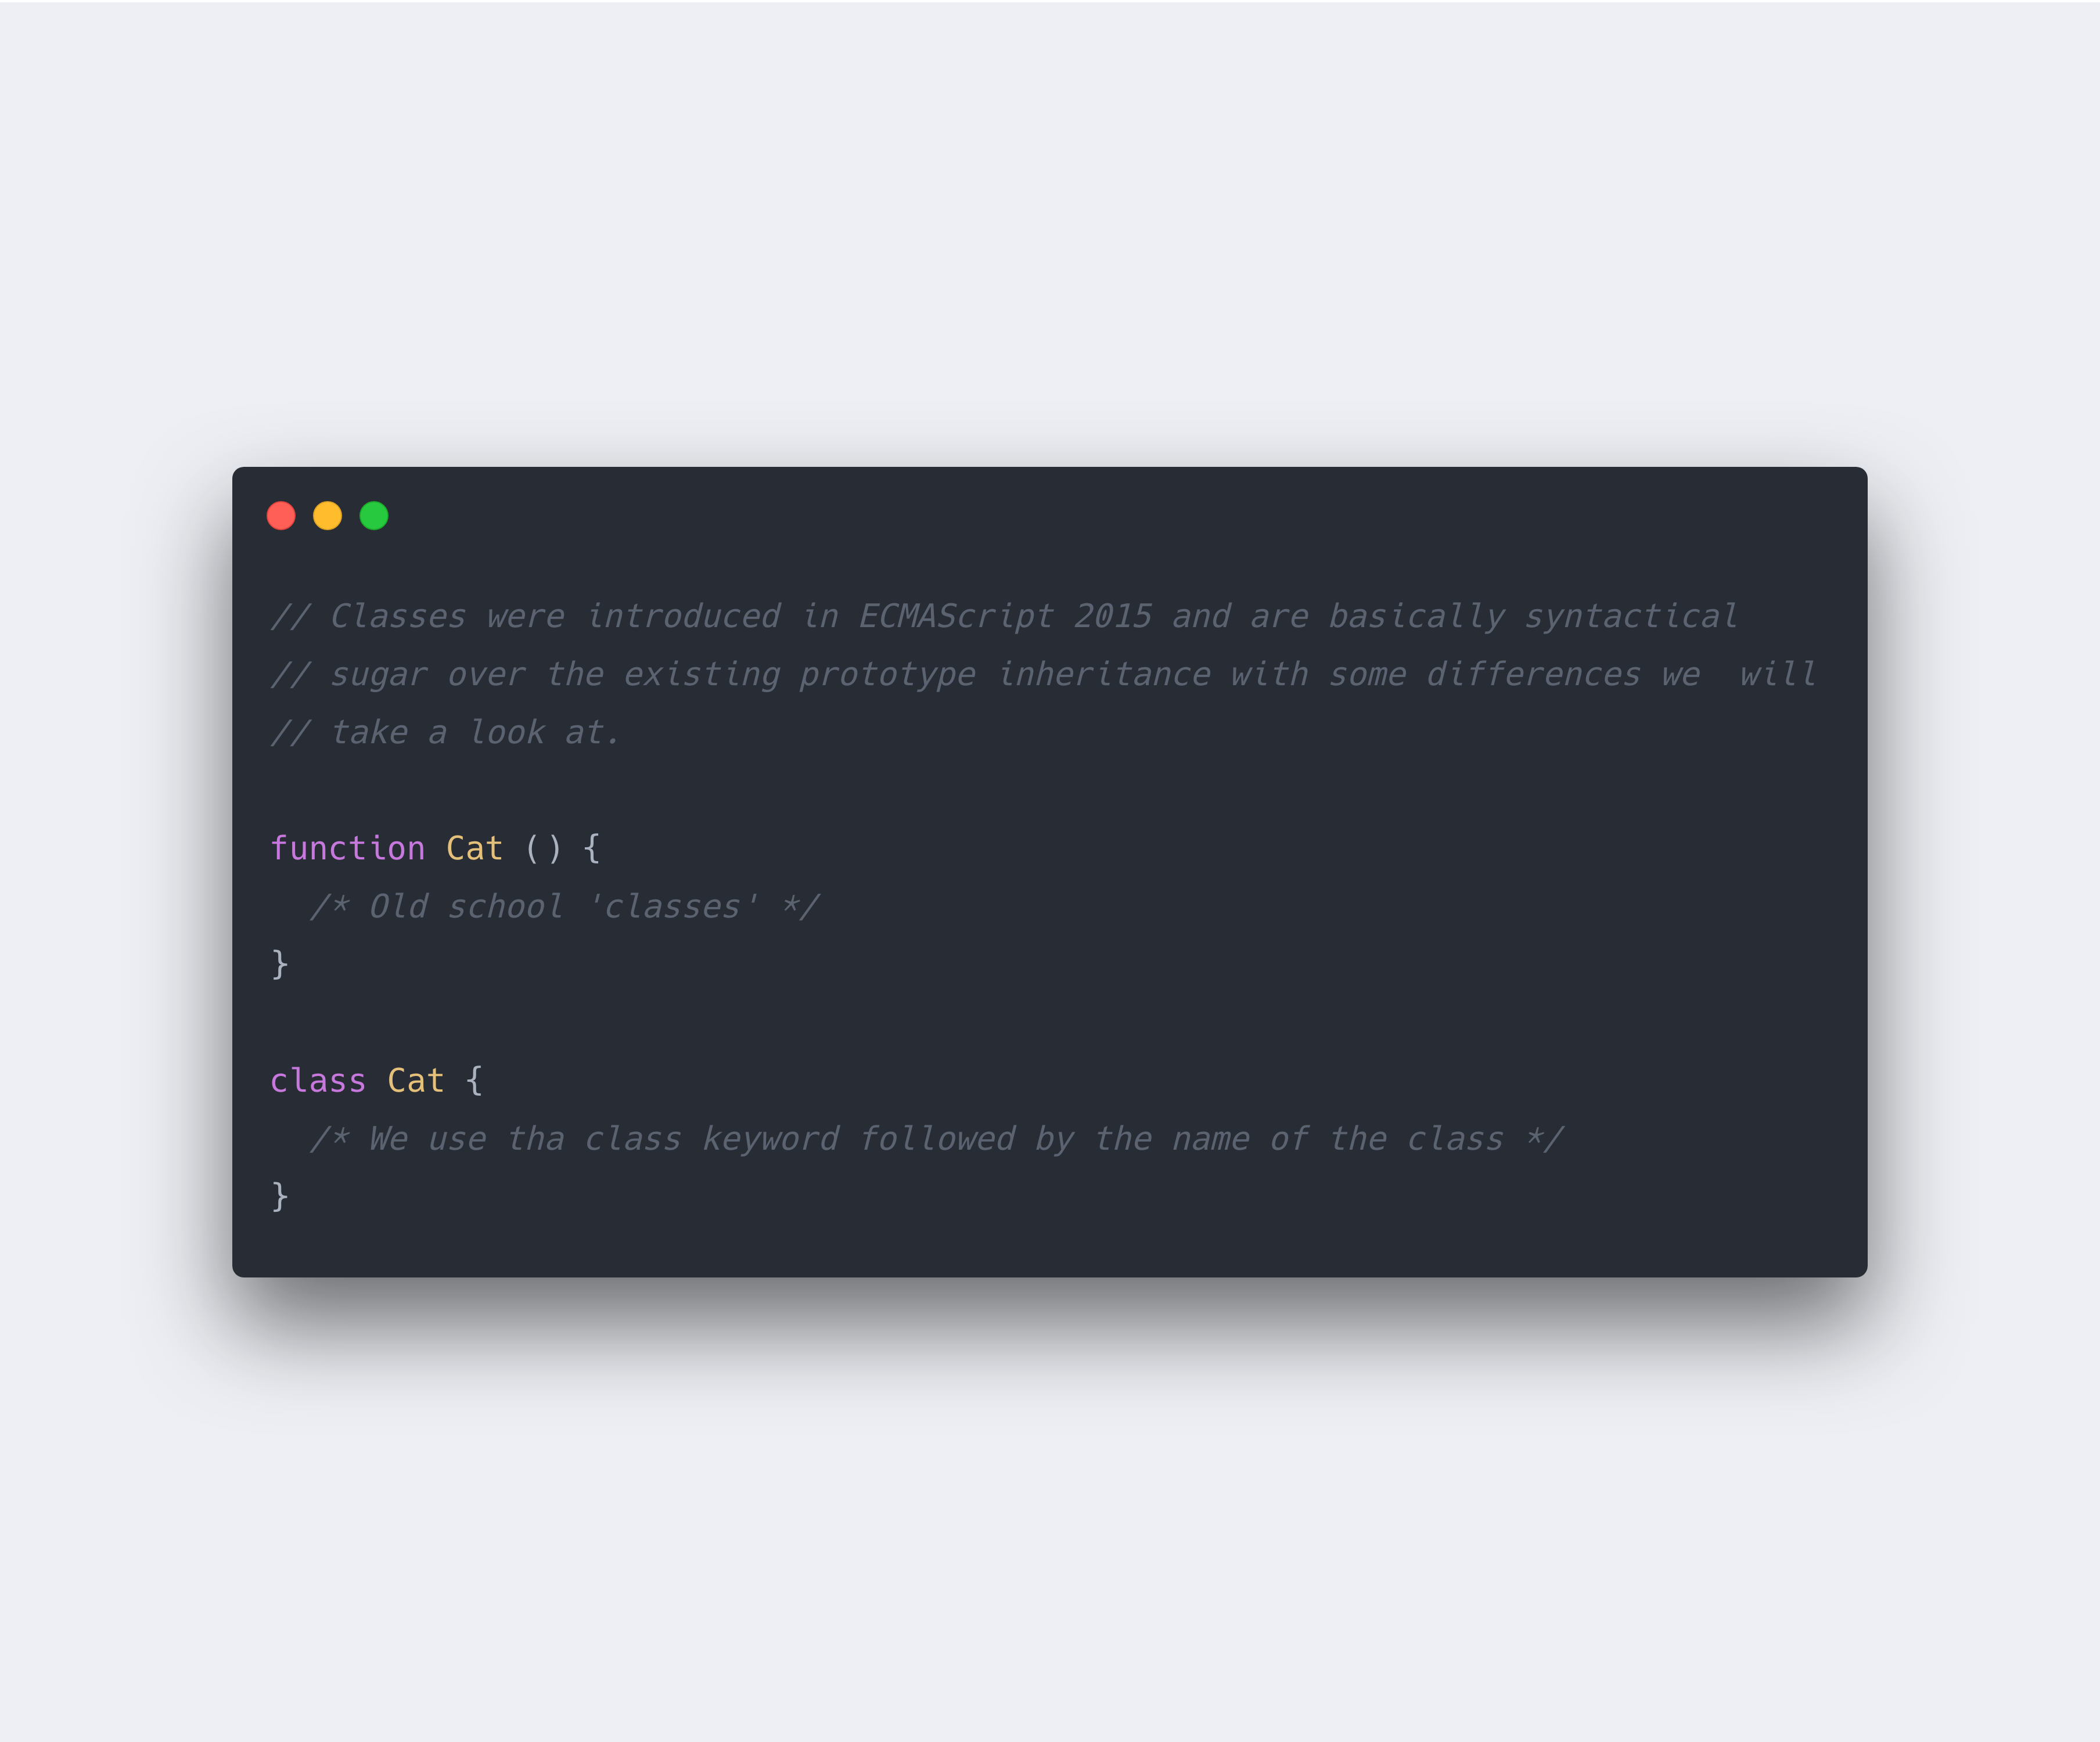 // Classes were introduced in ECMAScript 2015 and are basically syntactical
// sugar over the existing prototype inheritance with some differences we  will
// take a look at.
function Cat () {
  /* Old school 'classes' */
}
class Cat {
  /* We use tha class keyword followed by the name of the class */
}